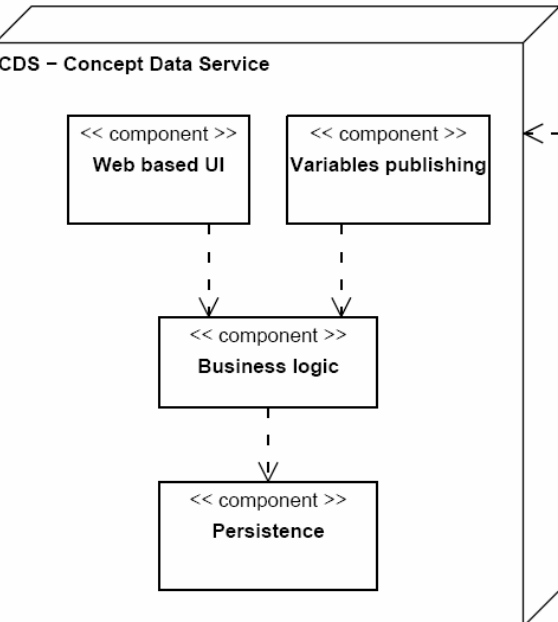 CDS – Concept Data Service
<< component >>
Web based UI
<< component >>
Variables publishing
<< component >>
Business logic
<< component >>
Persistence